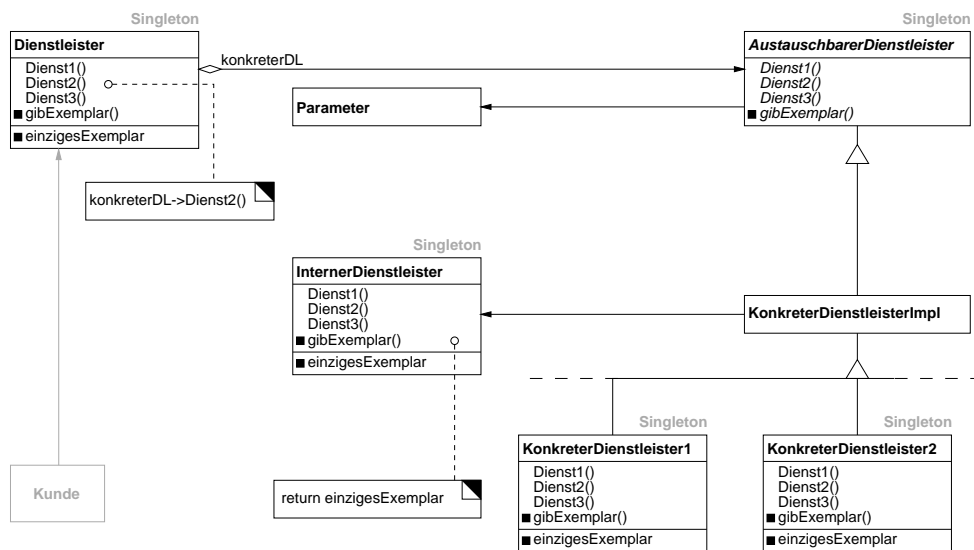 Singleton
Dienstleister
Dienst1()
Dienst2()
Dienst3()
gibExemplar()
einzigesExemplar
konkreterDL
Singleton
AustauschbarerDienstleister
Dienst1()
Dienst2()
Dienst3()
gibExemplar()
Parameter
konkreterDL->Dienst2()
Singleton
InternerDienstleister
Dienst1()
Dienst2()
Dienst3()
gibExemplar()
einzigesExemplar
KonkreterDienstleisterImpl
Kunde
return einzigesExemplar
Singleton
KonkreterDienstleister1
Dienst1()
Dienst2()
Dienst3()
gibExemplar()
einzigesExemplar
Singleton
KonkreterDienstleister2
Dienst1()
Dienst2()
Dienst3()
gibExemplar()
einzigesExemplar